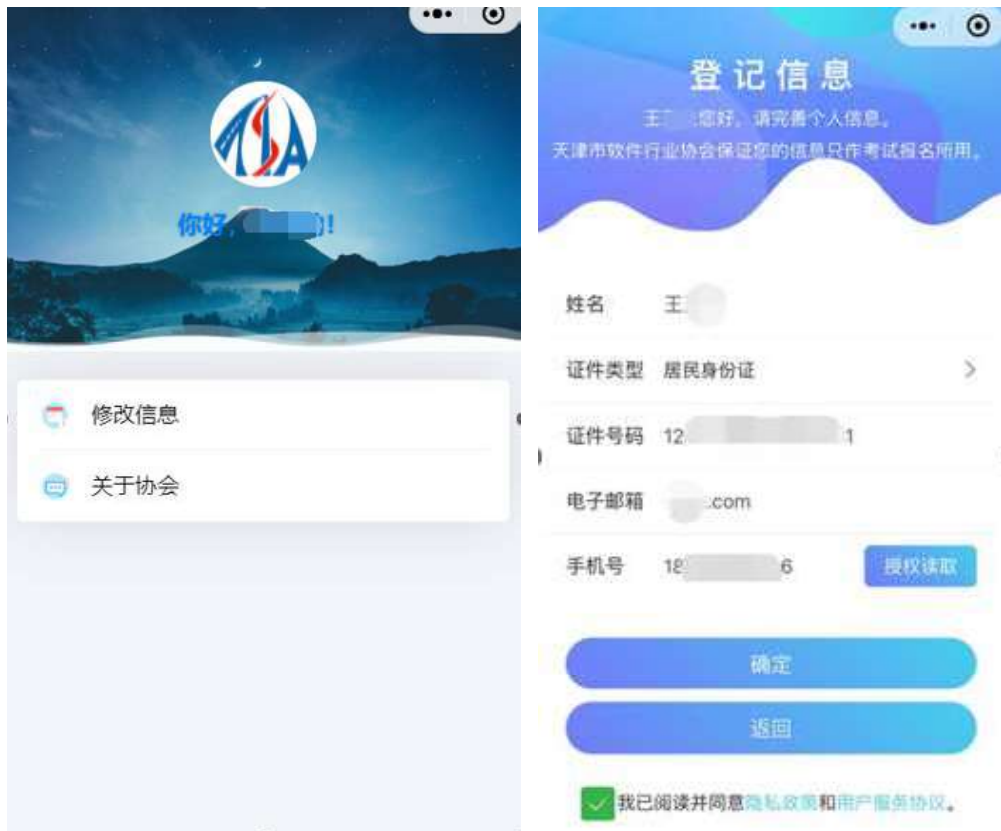 你好,
!
修改信息
关于协会
登记信息
王 您好，请完善个人信息。
天津市软件行业协会保证您的信息只作考试报名所用。
姓名 王
证件类型 居民身份证
证件号码 12 1
电子邮箱 .com
手机号 18 6 授权读取
确定
返回
我已阅读并同意隐私政策和用户服务协议。